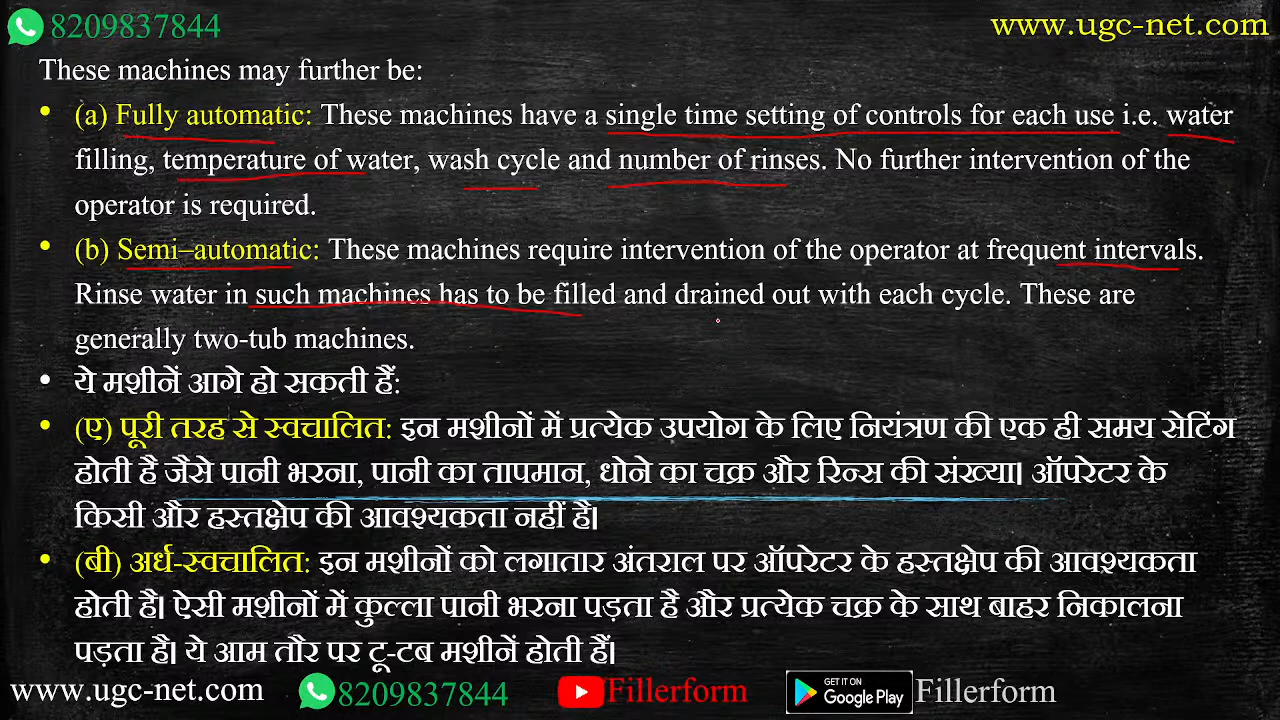 8209837844
www.ugc-net.com
These machines may further be:
• (a) Fully automatic: These machines have a single time setting of controls for each use i.e. water
filling, temperature of water, wash cycle and number of rinses. No further intervention of the
operator is required.
• (b) Semi–automatic: These machines require intervention of the operator at frequent intervals.
Rinse water in such machines has to be filled and drained out with each cycle. These are
generally two-tub machines.
• ये मशीनें आगे हो सकती हैं:
• (ए) पूरी तरह से स्वचालित: इन मशीनों में प्रत्येक उपयोग के लिए नियंत्रण की एक ही समय सेटिंग
होती है जैसे पानी भरना, पानी का तापमान, धोने का चक्र और रिन्स की संख्या। ऑपरेटर के
किसी और हस्तक्षेप की आवश्यकता नहीं है।
• (बी) अर्ध-स्वचालित: इन मशीनों को लगातार अंतराल पर ऑपरेटर के हस्तक्षेप की आवश्यकता
होती है। ऐसी मशीनों में कुल्ला पानी भरना पड़ता है और प्रत्येक चक्र के साथ बाहर निकालना
पड़ता है। ये आम तौर पर टू-टब मशीनें होती हैं।
www.ugc-net.com
8209837844
Fillerform
GET IT ON
Google Play
Fillerform